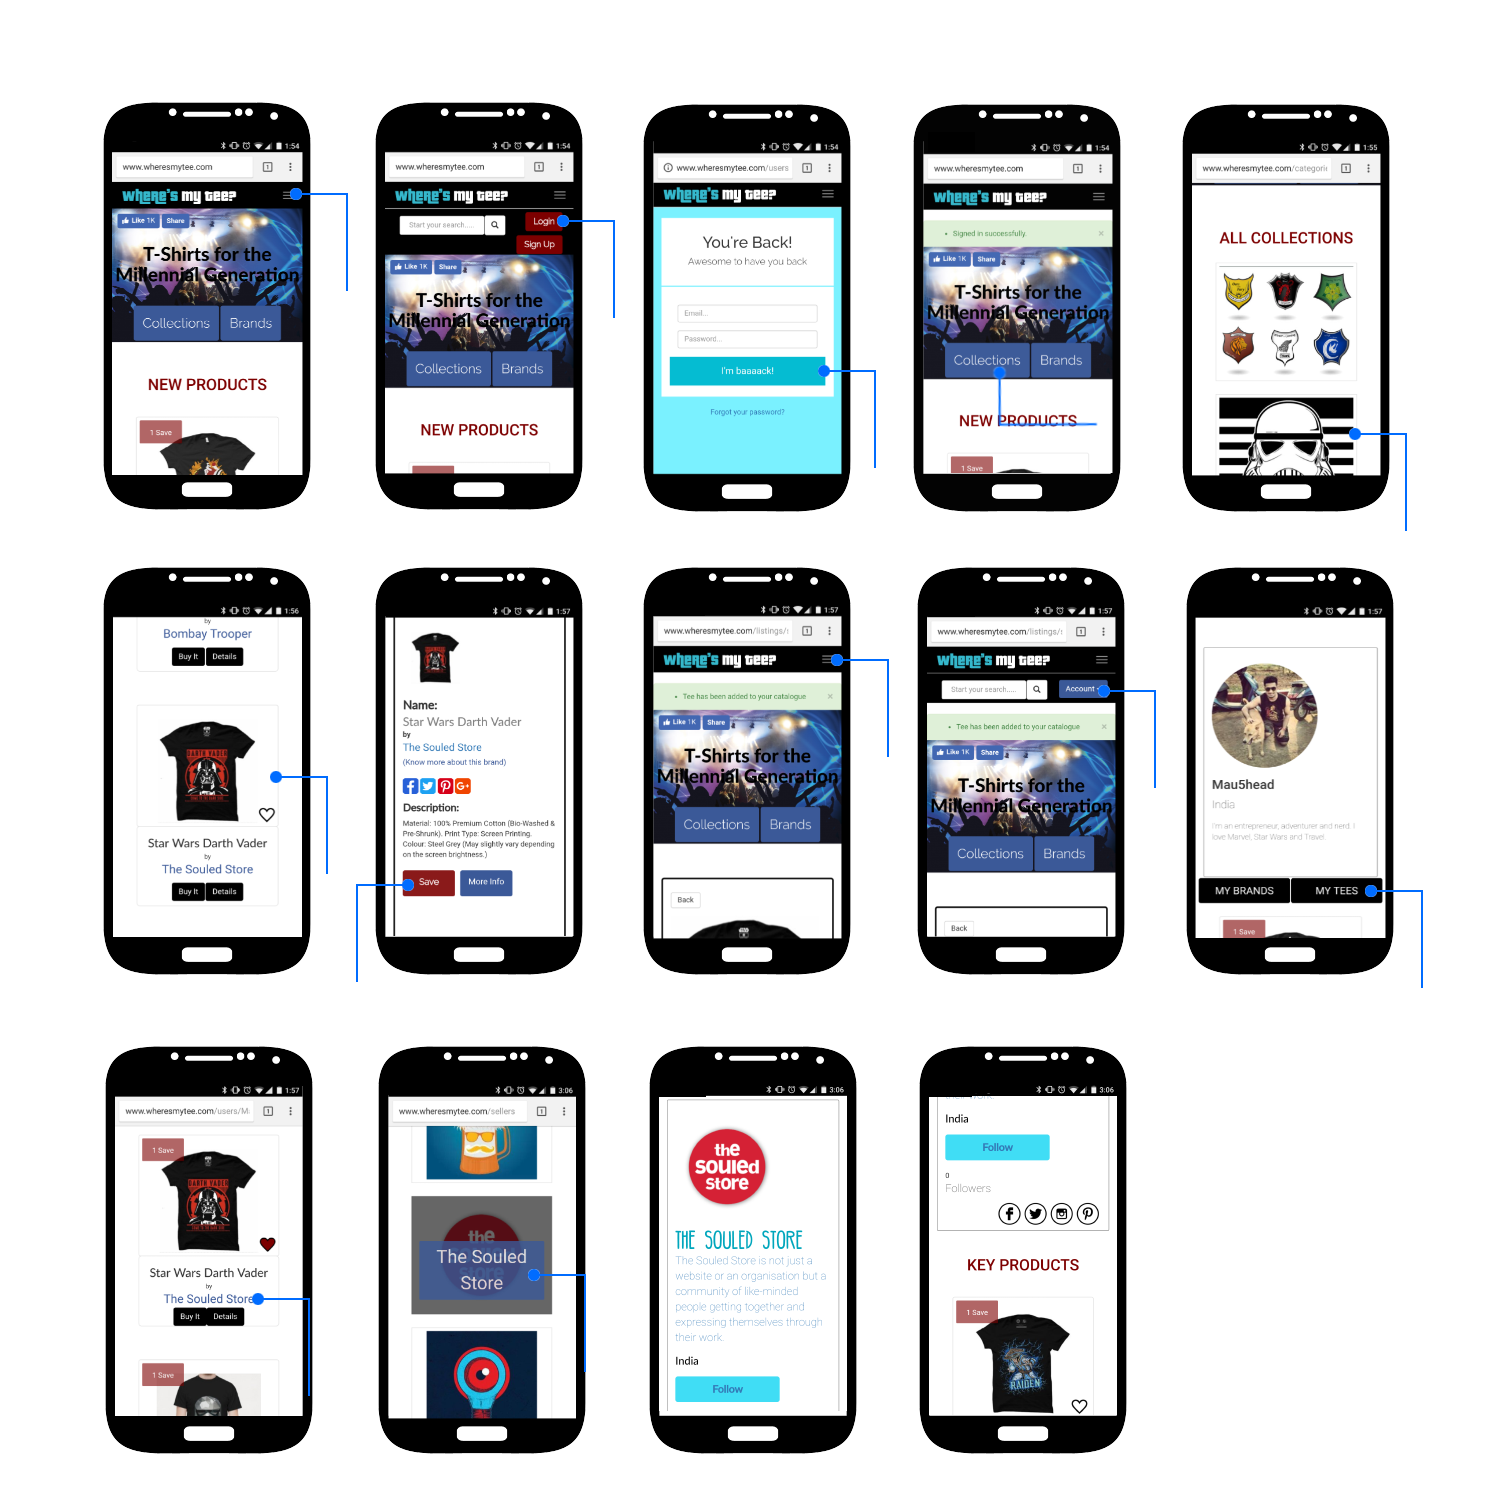 1:54
www.wheresmytee.com
1
WHERE'S MY TEE?
Like 1K
Share
T-Shirts for the
Millennial Generation
Collections
Brands
NEW PRODUCTS
1 Save
1:54
www.wheresmytee.com
1
WHERE'S MY TEE?
Start your search.....
Login
Sign Up
Like 1K
Share
T-Shirts for the
Millennial Generation
Collections
Brands
NEW PRODUCTS
1:54
www.wheresmytee.com/users
1
WHERE'S MY TEE?
You're Back!
Awesome to have you back
Email...
Password...
I'm baaaack!
Forgot your password?
1:54
www.wheresmytee.com
1
WHERE'S MY TEE?
Signed in successfully.
×
Like 1K
Share
T-Shirts for the
Millennial Generation
Collections
Brands
NEW PRODUCTS
1 Save
1:55
www.wheresmytee.com/categori
1
ALL COLLECTIONS
1:56
by
Bombay Trooper
Buy It
Details
DARTH VADER
Star Wars Darth Vader
by
The Souled Store
Buy It
Details
1:57
Name:
Star Wars Darth Vader
by
The Souled Store
(Know more about this brand)
Description:
Material: 100% Premium Cotton (Bio-Washed &
Pre-Shrunk). Print Type: Screen Printing.
Colour: Steel Grey (May slightly vary depending
on the screen brightness.)
Save
More Info
1:57
www.wheresmytee.com/listings/
1
WHERE'S MY TEE?
Tee has been added to your catalogue
×
Like 1K
Share
T-Shirts for the
Millennial Generation
Collections
Brands
Back
1:57
www.wheresmytee.com/listings/
1
WHERE'S MY TEE?
Start your search.....
Account
Tee has been added to your catalogue
×
Like 1K
Share
T-Shirts for the
Millennial Generation
Collections
Brands
Back
1:57
Mau5head
India
I'm an entrepreneur, adventurer and nerd. I
love Marvel, Star Wars and Travel.
MY BRANDS
MY TEES
1 Save
1:57
www.wheresmytee.com/users/M
1
1 Save
DARTH VADER
Star Wars Darth Vader
by
The Souled Store
Buy It
Details
1 Save
3:06
www.wheresmytee.com/sellers
1
The Souled
Store
3:06
the
souled
store
THE SOULED STORE
The Souled Store is not just a
website or an organisation but a
community of like-minded
people getting together and
expressing themselves through
their work.
India
Follow
3:06
India
Follow
0
Followers
KEY PRODUCTS
1 Save
RAIDEN